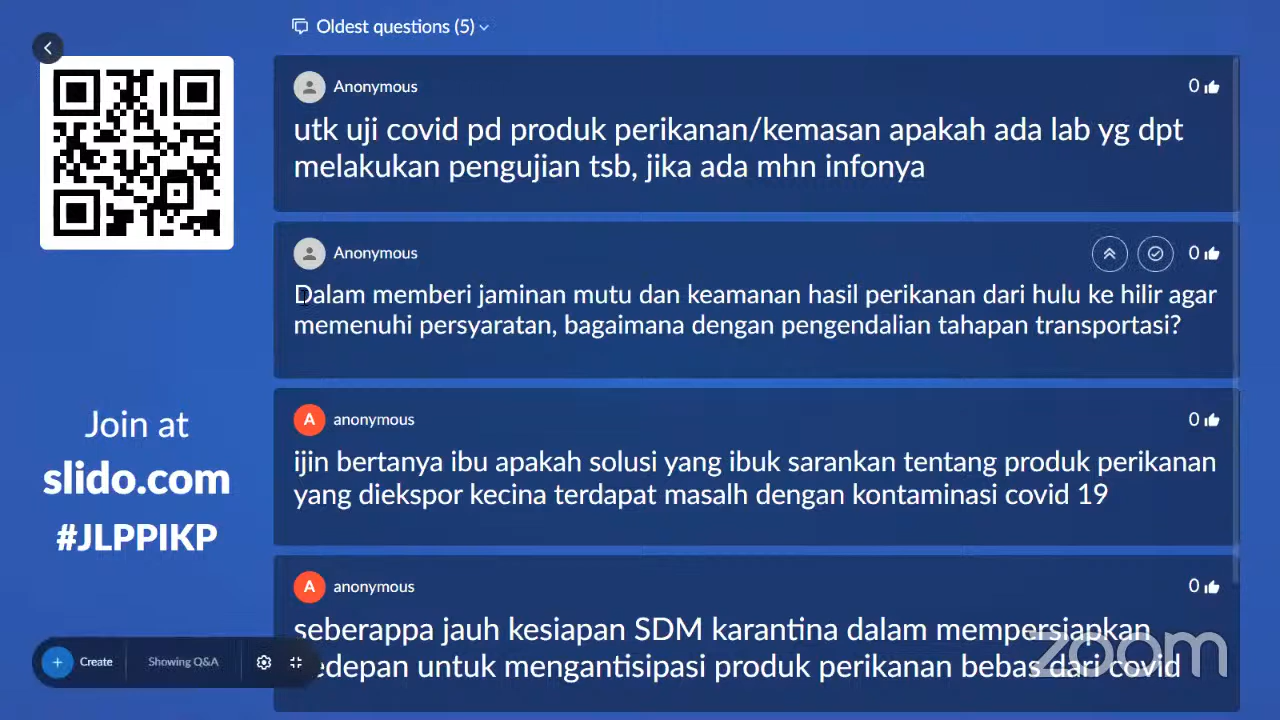 Oldest questions (5)
Anonymous
0
utk uji covid pd produk perikanan/kemasan apakah ada lab yg dpt
melakukan pengujian tsb, jika ada mhn infonya
Anonymous
0
Dalam memberi jaminan mutu dan keamanan hasil perikanan dari hulu ke hilir agar
memenuhi persyaratan, bagaimana dengan pengendalian tahapan transportasi?
A anonymous
0
ijin bertanya ibu apakah solusi yang ibuk sarankan tentang produk perikanan
yang diekspor kecina terdapat masalh dengan kontaminasi covid 19
A anonymous
0
seberappa jauh kesiapan SDM karantina dalam mempersiapkan
edepan untuk mengantisipasi produk perikanan bebas dari covid
Join at
slido.com
#JLPPIKP
Create
Showing Q&A
zoom